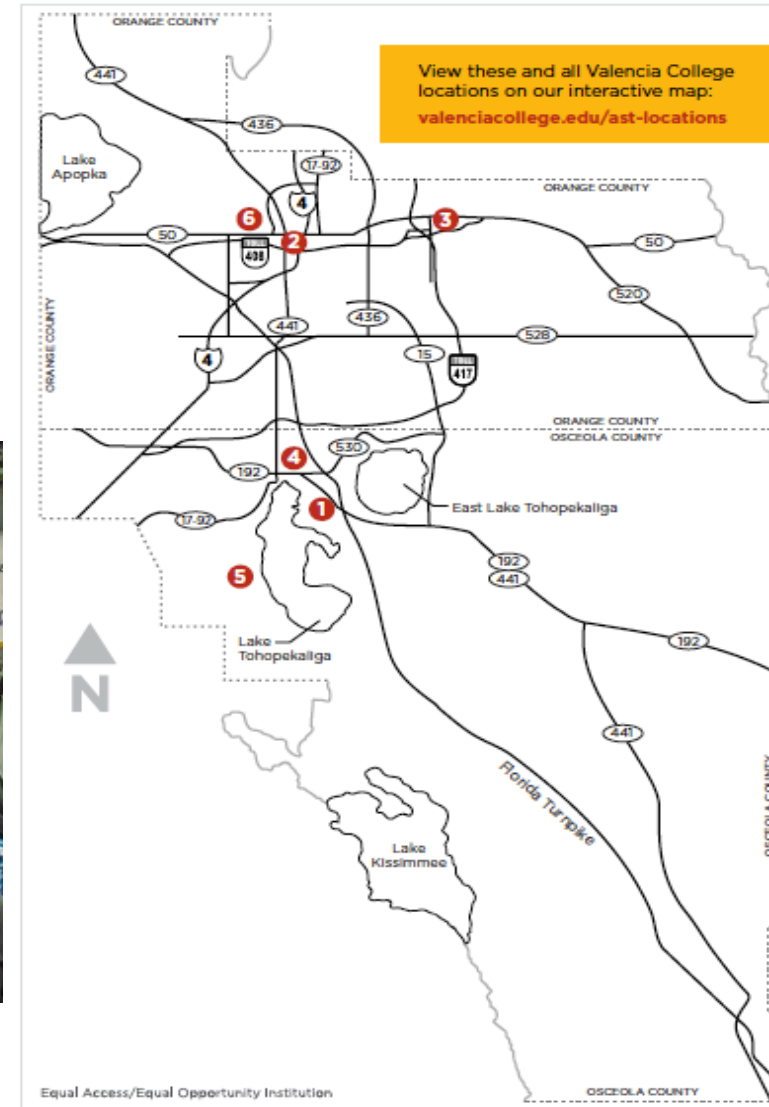 ORANGE COUNTY
View these and all Valencia College
locations on our interactive map:
valenciacollege.edu/ast-locations
441
436
17-92
Lake
Apopka
4
ORANGE COUNTY
6
3
50
2
408
50
520
ORANGE COUNTY
441
436
528
4
15
417
ORANGE COUNTY
OSCEOLA COUNTY
530
4
192
East Lake Tohopekaliga
1
17-92
192
441
5
Lake
Tohopekaliga
192
N
441
Florida Turnpike
OSCEOLA COUNTY
Lake
Kissimmee
Equal Access/Equal Opportunity Institution
OSCEOLA COUNTY